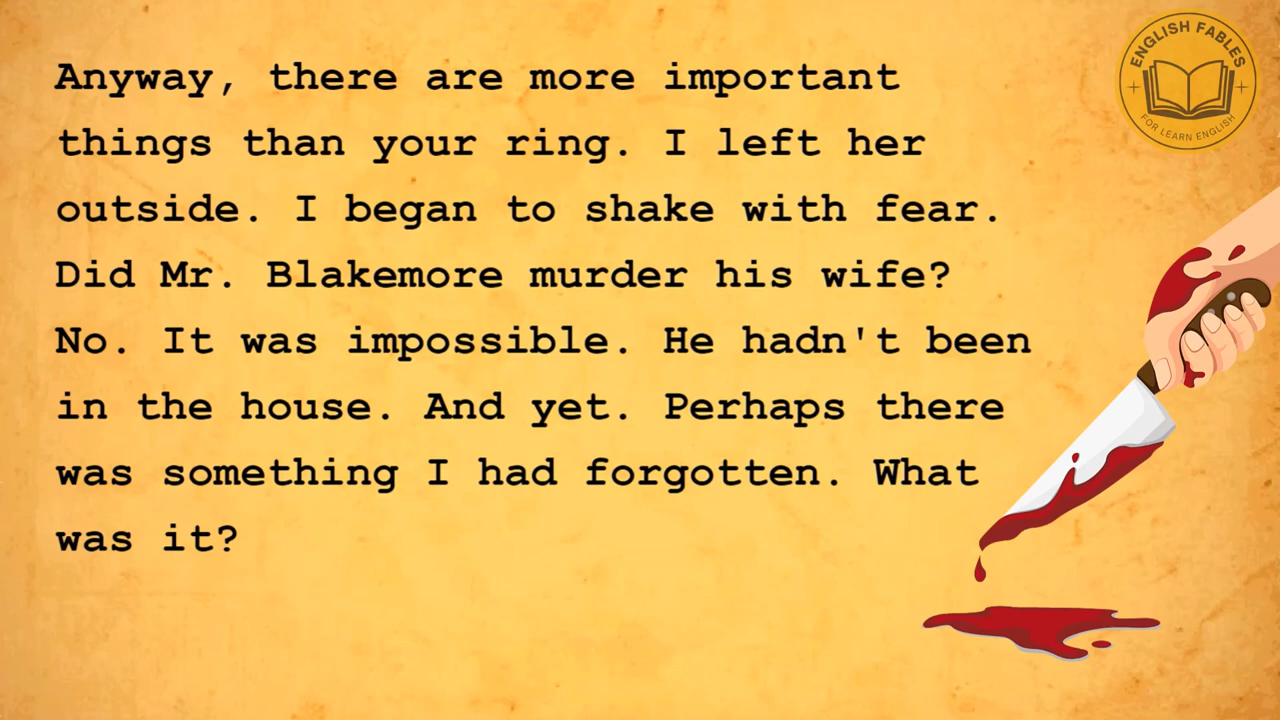 Anyway, there are more important
things than your ring. I left her
outside. I began to shake with fear.
Did Mr. Blakemore murder his wife?
No. It was impossible. He hadn't been
in the house. And yet. Perhaps there
was something I had forgotten. What
was it?
ENGLISH FABLES
FOR LEARN ENGLISH